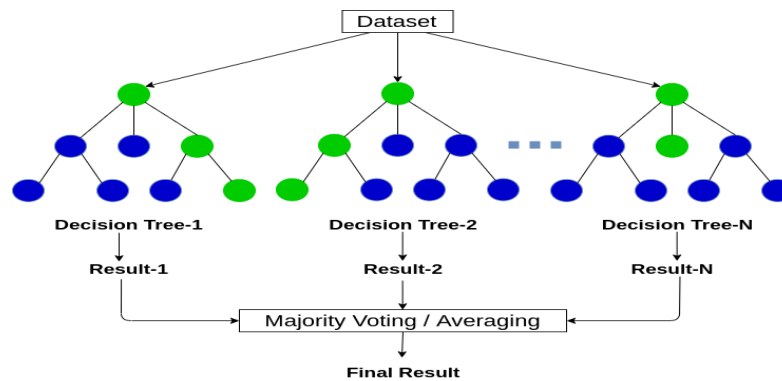 Dataset
Decision Tree-1
Decision Tree-2
Decision Tree-N
Result-1
Result-2
Result-N
Majority Voting / Averaging
Final Result